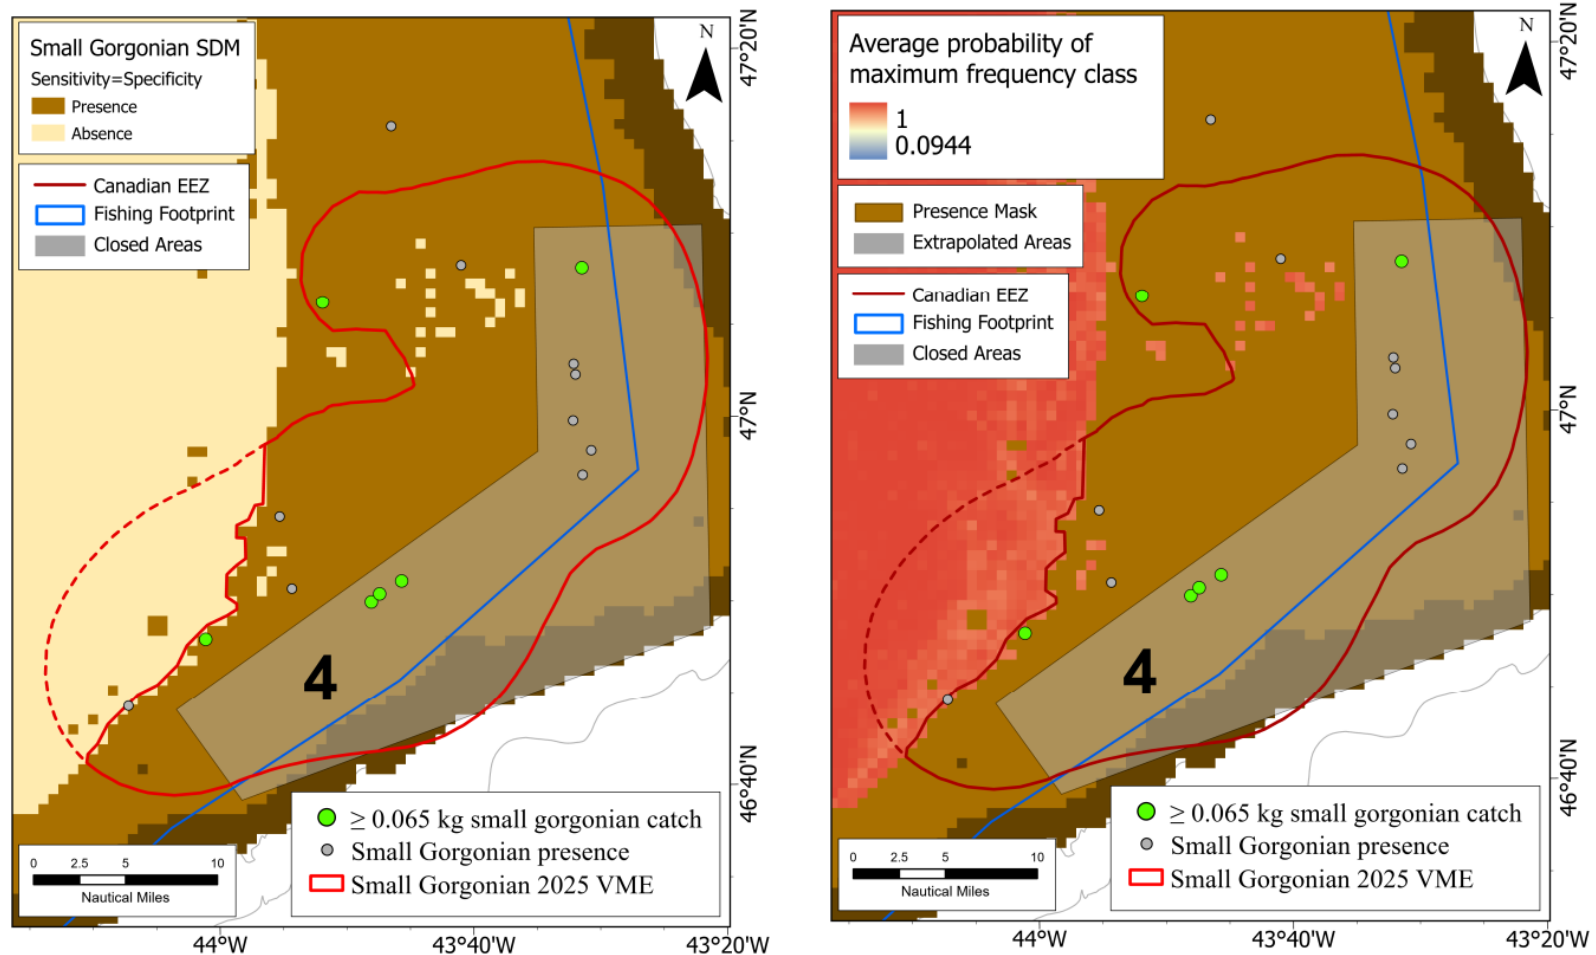 Small Gorgonian SDM
Sensitivity=Specificity
Presence
Absence
Canadian EEZ
Fishing Footprint
Closed Areas
N
47°20'N
47°N
46°40'N
4
≥ 0.065 kg small gorgonian catch
Small Gorgonian presence
Small Gorgonian 2025 VME
0 2.5 5 10
Nautical Miles
44°W 43°40'W 43°20'W
Average probability of
maximum frequency class
1
0.0944
Presence Mask
Extrapolated Areas
Canadian EEZ
Fishing Footprint
Closed Areas
N
47°20'N
47°N
46°40'N
4
≥ 0.065 kg small gorgonian catch
Small Gorgonian presence
Small Gorgonian 2025 VME
0 2.5 5 10
Nautical Miles
44°W 43°40'W 43°20'W